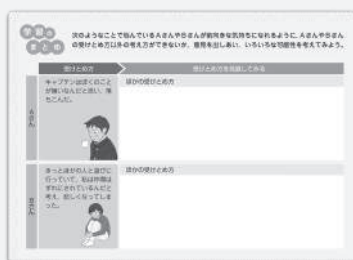 学習の
まとめ
次のようなことで悩んでいるAさんやBさんが前向きな気持ちになれるように、AさんやBさん
の受けとめ方以外の考え方ができないか、意見を出しあい、いろいろな可能性を考えてみよう。
受けとめ方
受けとめ方を見直してみる
Aさん
キャプテンはぼくのこと
が嫌いなんだと思い、落
ちこんだ。
ほかの受けとめ方
Bさん
きっとほかの人と遊びに
行っていて、私は仲間は
ずれにされているんだと
考え、悲しくなってしま
った。
ほかの受けとめ方